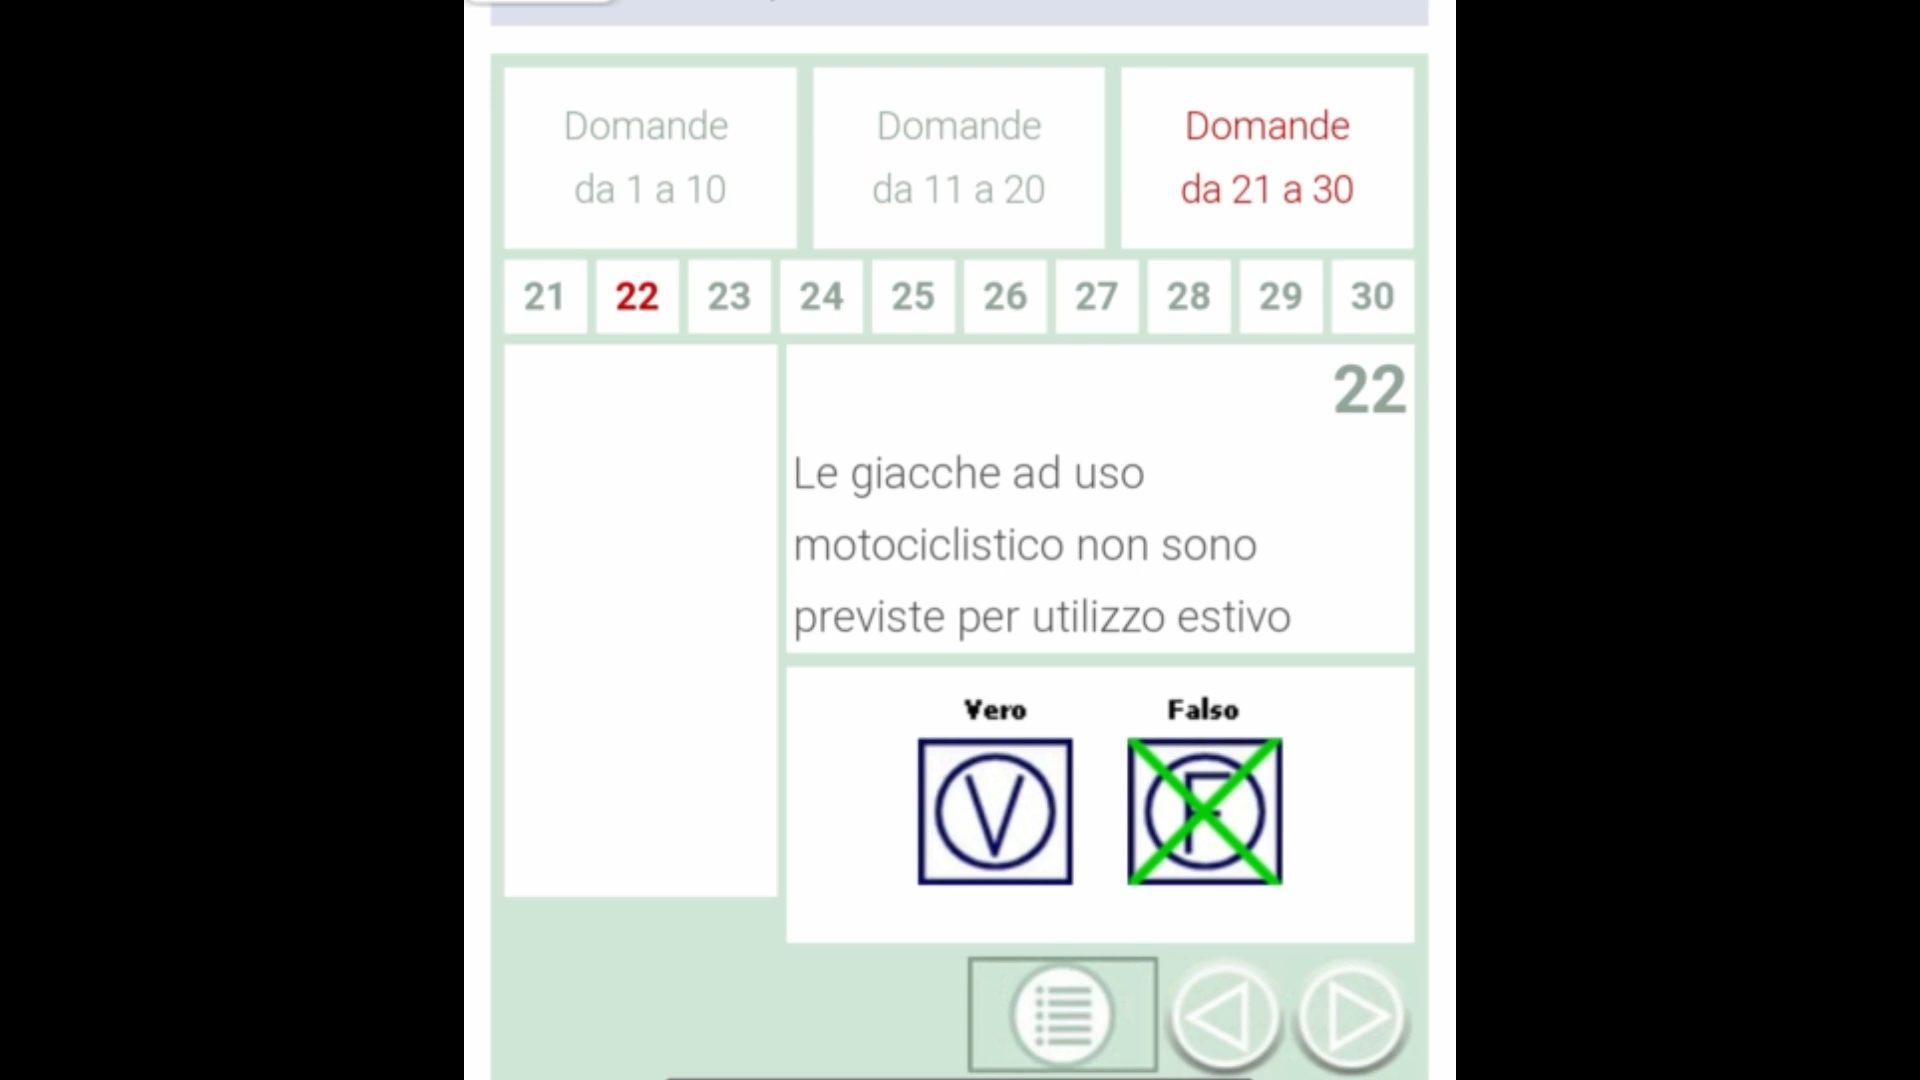 Domande
da 1 a 10
Domande
da 11 a 20
Domande
da 21 a 30
21 22 23 24 25 26 27 28 29 30
22
Le giacche ad uso
motociclistico non sono
previste per utilizzo estivo
Vero Falso
V F